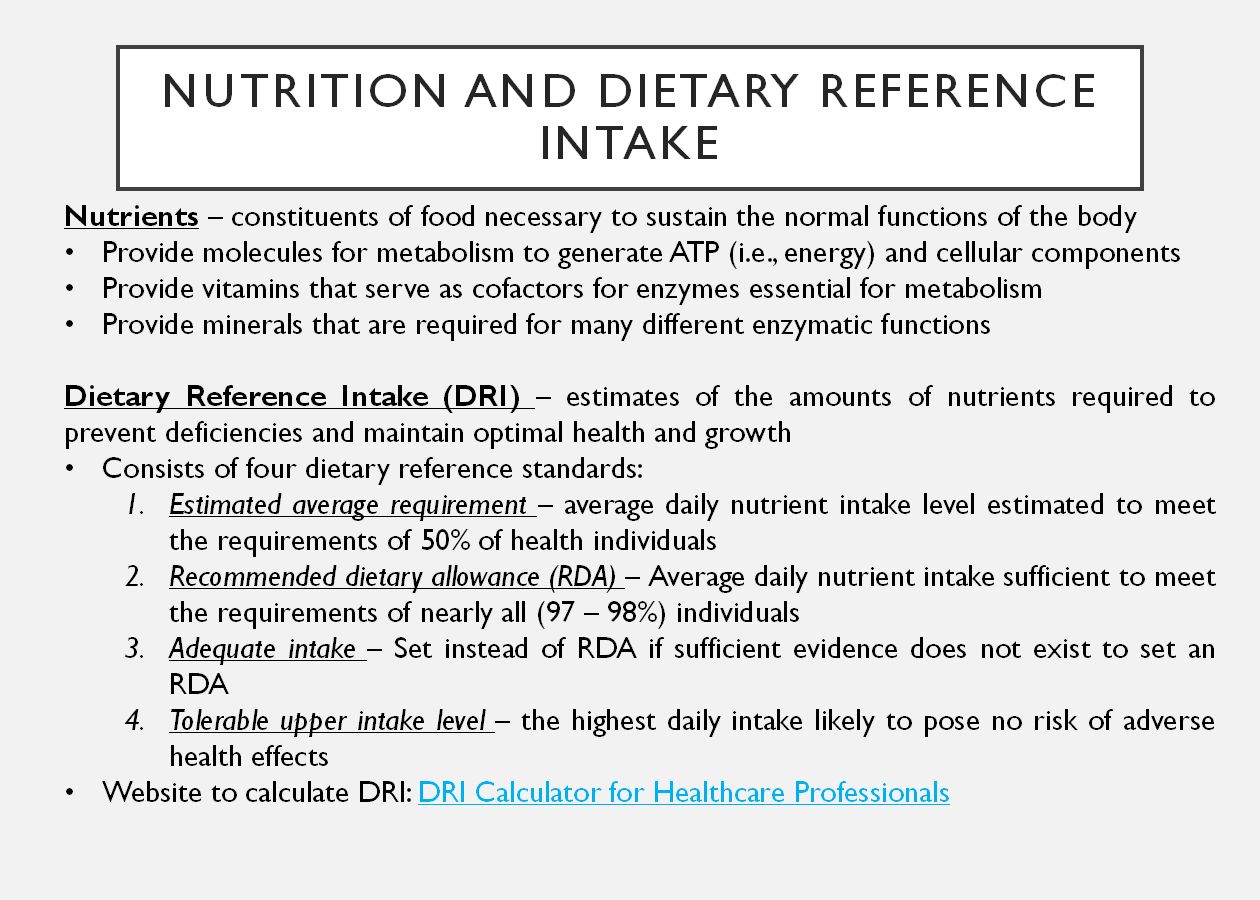 NUTRITION AND DIETARY REFERENCE
INTAKE
Nutrients – constituents of food necessary to sustain the normal functions of the body
• Provide molecules for metabolism to generate ATP (i.e., energy) and cellular components
• Provide vitamins that serve as cofactors for enzymes essential for metabolism
• Provide minerals that are required for many different enzymatic functions
Dietary Reference Intake (DRI) – estimates of the amounts of nutrients required to
prevent deficiencies and maintain optimal health and growth
• Consists of four dietary reference standards:
1. Estimated average requirement – average daily nutrient intake level estimated to meet
the requirements of 50% of health individuals
2. Recommended dietary allowance (RDA) – Average daily nutrient intake sufficient to meet
the requirements of nearly all (97 – 98%) individuals
3. Adequate intake – Set instead of RDA if sufficient evidence does not exist to set an
RDA
4. Tolerable upper intake level – the highest daily intake likely to pose no risk of adverse
health effects
• Website to calculate DRI: DRI Calculator for Healthcare Professionals